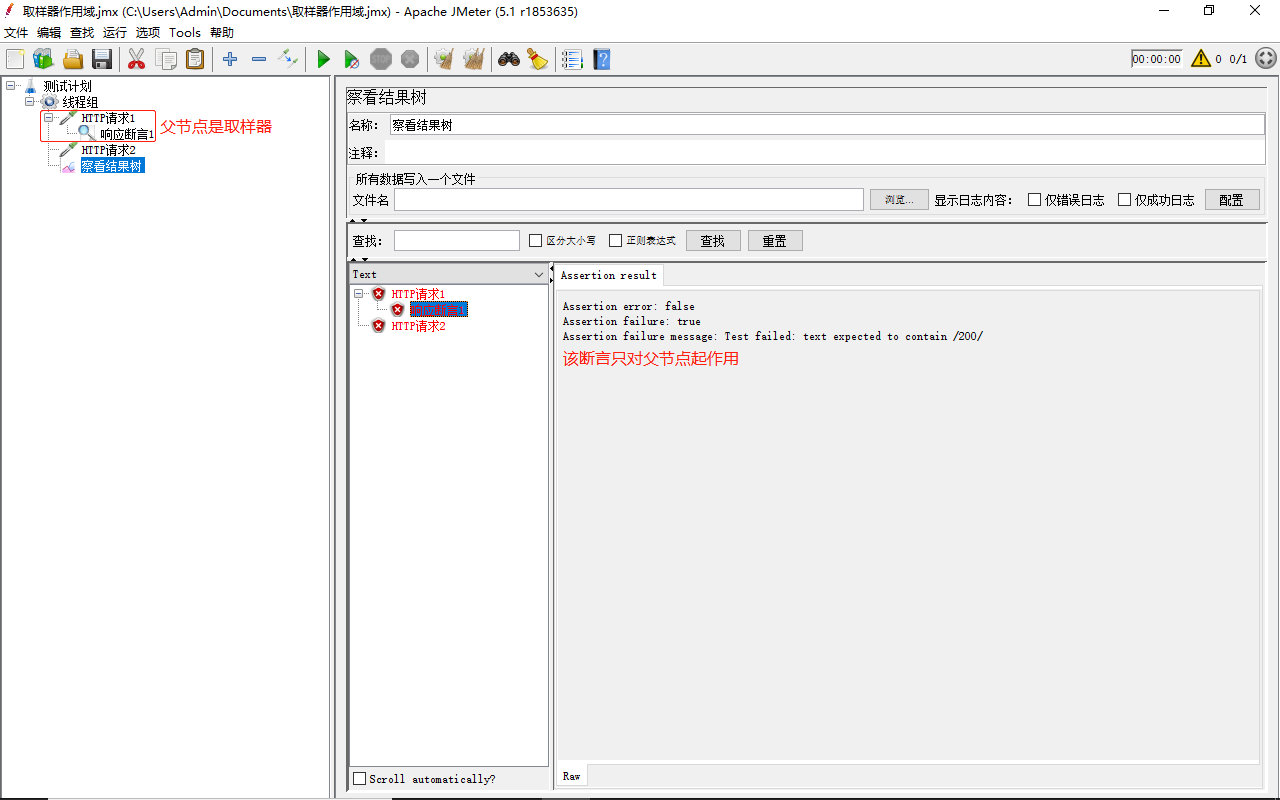 取样器作用域.jmx (C:\Users\Admin\Documents\取样器作用域.jmx) - Apache JMeter (5.1 r1853635)
文件 编辑 查找 运行 选项 Tools 帮助
STOP
00:00:00 0 0/1
测试计划
线程组
HTTP请求1
响应断言1
父节点是取样器
HTTP请求2
察看结果树
察看结果树
名称： 察看结果树
注释：
所有数据写入一个文件
文件名 浏览... 显示日志内容： 仅错误日志 仅成功日志 配置
查找： 区分大小写 正则表达式 查找 重置
Text
HTTP请求1
响应断言1
HTTP请求2
Scroll automatically?
Assertion result
Assertion error: false
Assertion failure: true
Assertion failure message: Test failed: text expected to contain /200/
该断言只对父节点起作用
Raw